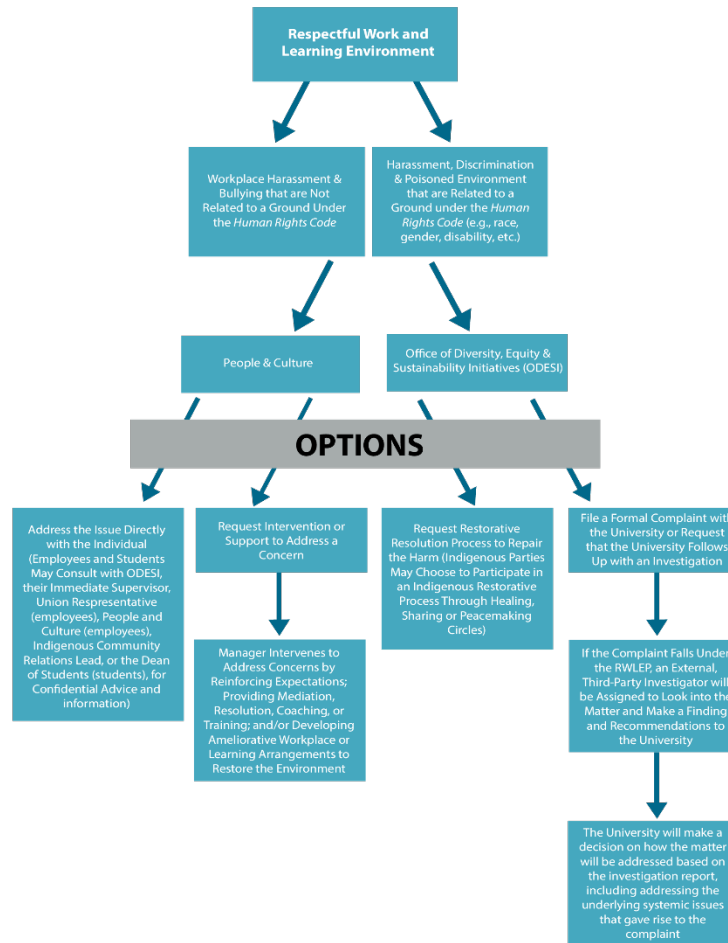 Respectful Work and
Learning Environment
Workplace Harassment &
Bullying that are Not
Related to a Ground Under
the Human Rights Code
Harassment, Discrimination
& Poisoned Environment
that are Related to a
Ground under the Human
Rights Code (e.g., race,
gender, disability, etc.)
People & Culture
Office of Diversity, Equity &
Sustainability Initiatives (ODESI)
OPTIONS
Address the Issue Directly
with the Individual
(Employees and Students
May Consult with ODESI,
their Immediate Supervisor,
Union Respresentative
(employees), People and
Culture (employees),
Indigenous Community
Relations Lead, or the Dean
of Students (students), for
Confidential Advice and
information)
Request Intervention or
Support to Address a
Concern
Manager Intervenes to
Address Concerns by
Reinforcing Expectations;
Providing Mediation,
Resolution, Coaching, or
Training; and/or Developing
Ameliorative Workplace or
Learning Arrangements to
Restore the Environment
Request Restorative
Resolution Process to Repair
the Harm (Indigenous Parties
May Choose to Participate in
an Indigenous Restorative
Process Through Healing,
Sharing or Peacemaking
Circles)
File a Formal Complaint with
the University or Request
that the University Follows
Up with an Investigation
If the Complaint Falls Under
the RWLEP, an External,
Third-Party Investigator will
be Assigned to Look into the
Matter and Make a Finding
and Recommendations to
the University
The University will make a
decision on how the matter
will be addressed based on
the investigation report,
including addressing the
underlying systemic issues
that gave rise to the
complaint